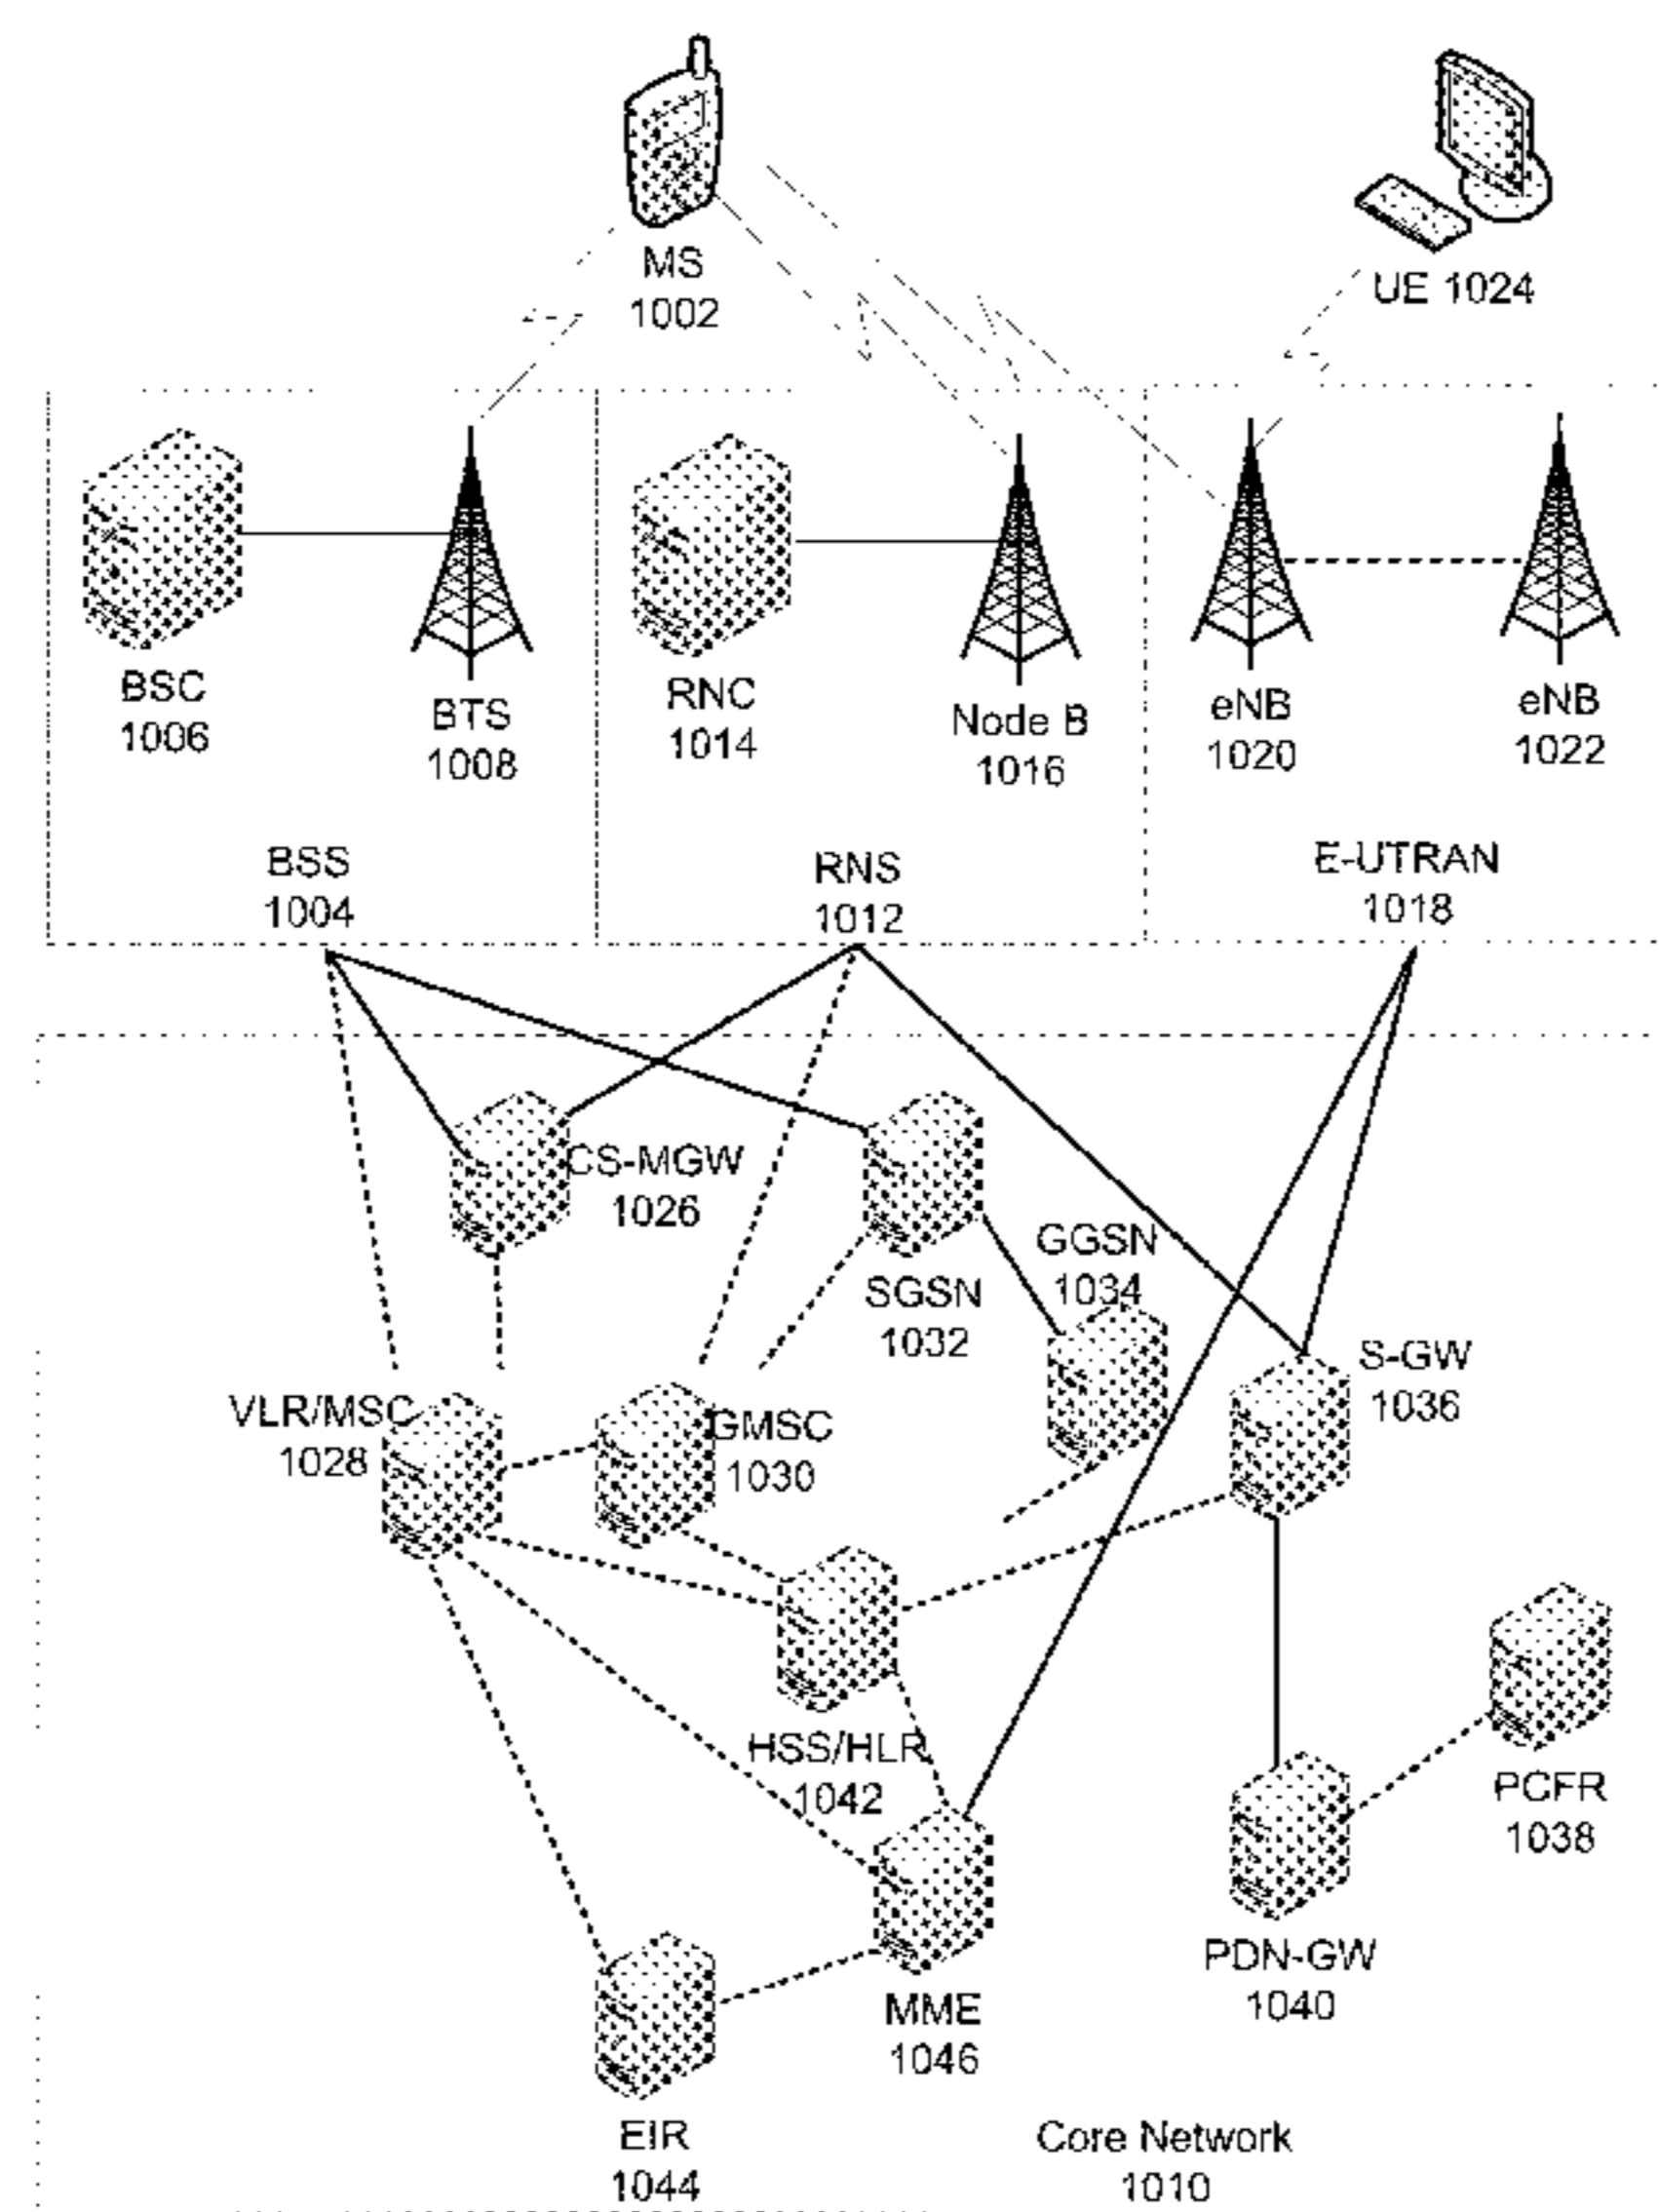 MS
1002
UE 1024
BSC
1006
BTS
1008
RNC
1014
Node B
1016
eNB
1020
eNB
1022
BSS
1004
RNS
1012
E-UTRAN
1018
CS-MGW
1026
SGSN
1032
GGSN
1034
S-GW
1036
VLR/MSC
1028
GMSC
1030
HSS/HLR
1042
PCFR
1038
PDN-GW
1040
MME
1046
EIR
1044
Core Network
1010